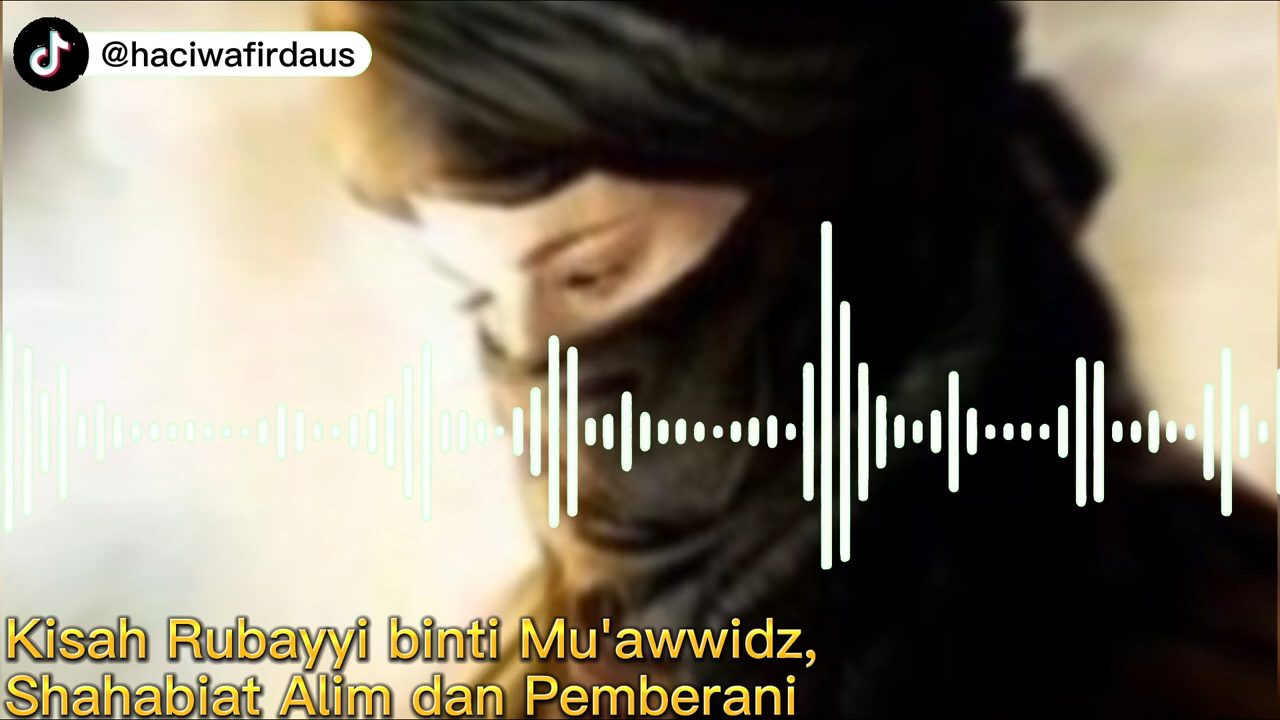 @haciwafirdaus
Kisah Rubayyi binti Mu'awwidz,
Shahabiat Alim dan Pemberani